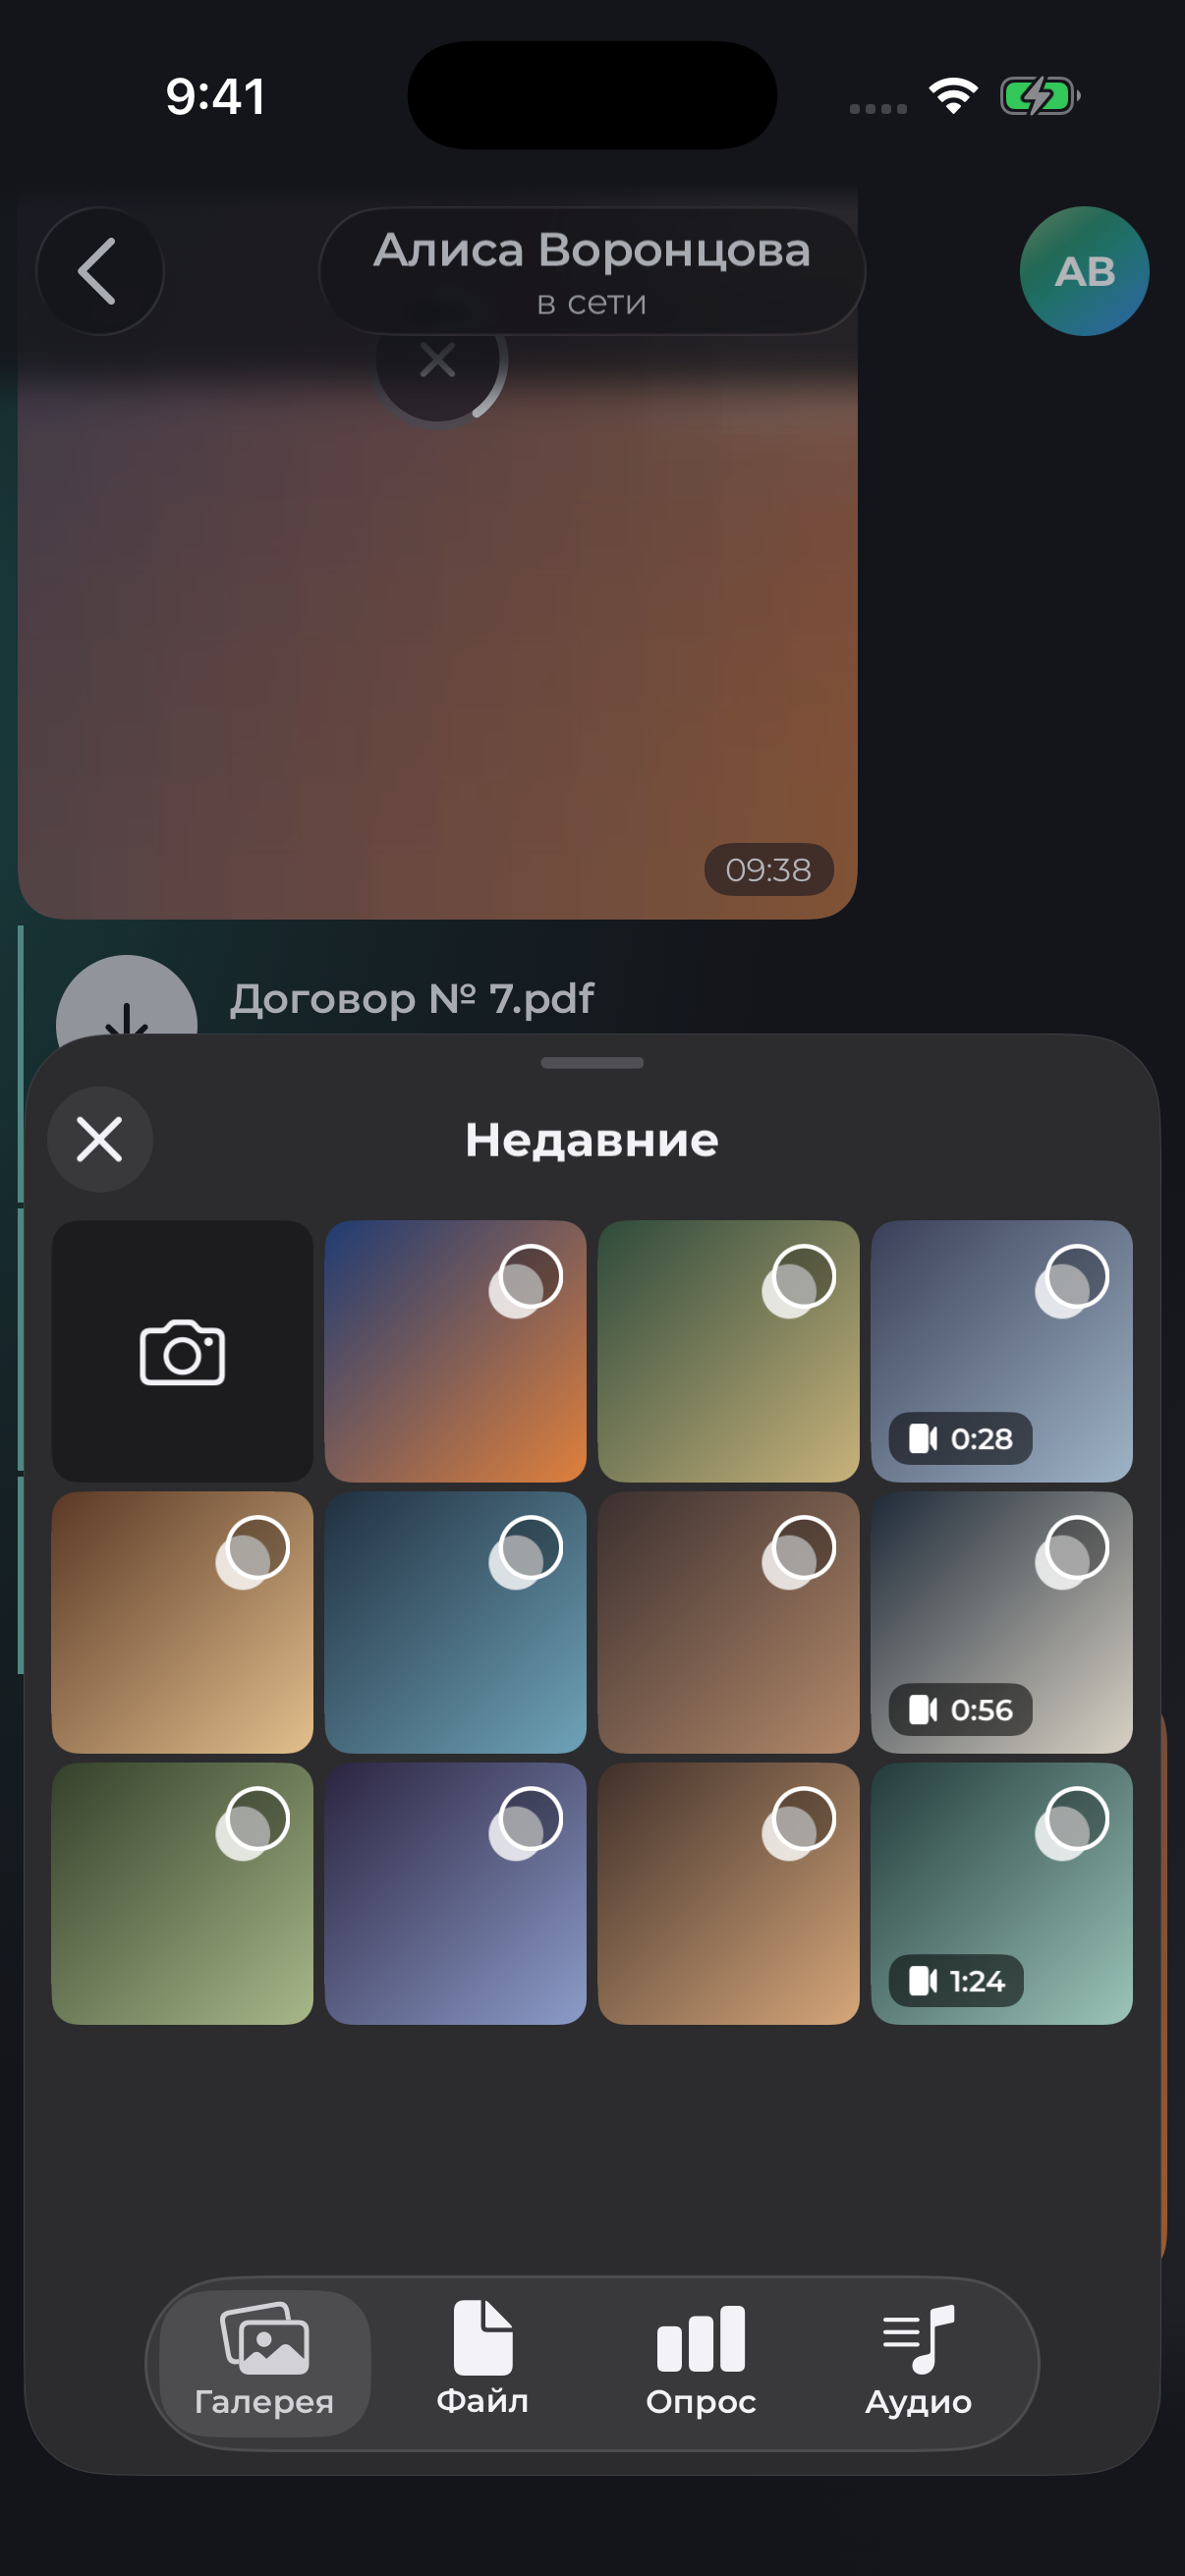 9:41
Алиса Воронцова
в сети
АВ
09:38
Договор № 7.pdf
Недавние
0:28
0:56
1:24
Галерея
Файл
Опрос
Аудио